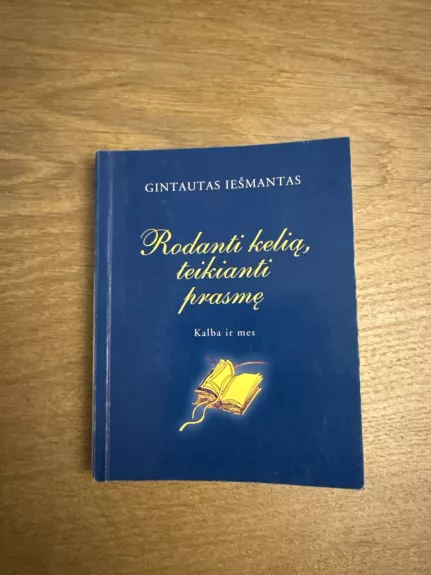 GINTAUTAS IEŠMANTAS
Rodanti kelią,
teikianti
prasmę
Kalba ir mes